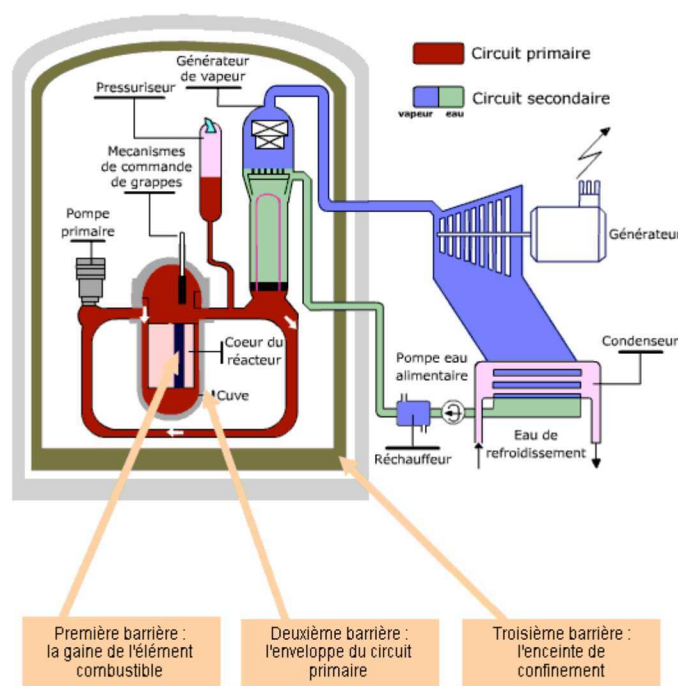 Générateur
de vapeur
Pressuriseur
Mecanismes
de commande
de grappes
Pompe
primaire
Circuit primaire
Circuit secondaire
vapeur eau
Générateur
Coeur du
réacteur
Cuve
Pompe eau
alimentaire
Condenseur
Réchauffeur
Eau de
refroidissement
Première barrière :
la gaine de l'élément
combustible
Deuxième barrière :
l'enveloppe du circuit
primaire
Troisième barrière :
l'enceinte de
confinement